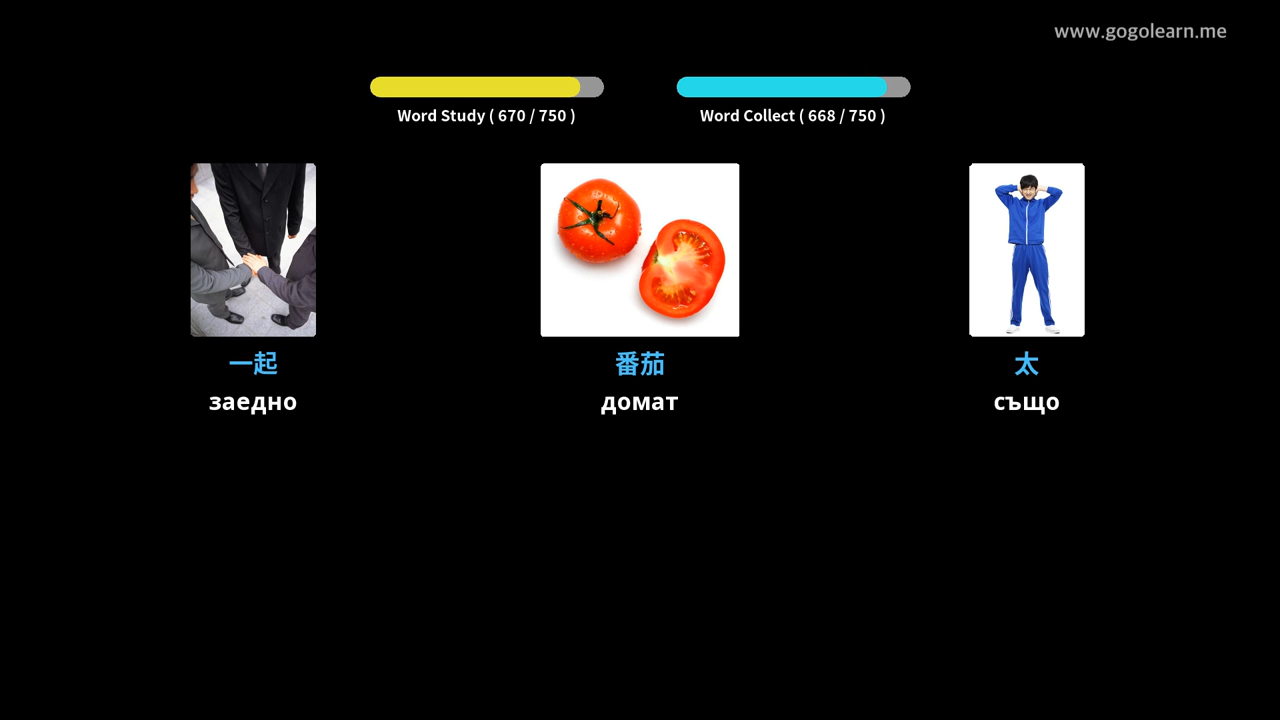 www.gogolearn.me
Word Study ( 670 / 750 )
Word Collect ( 668 / 750 )
一起
番茄
太
заедно
домат
също